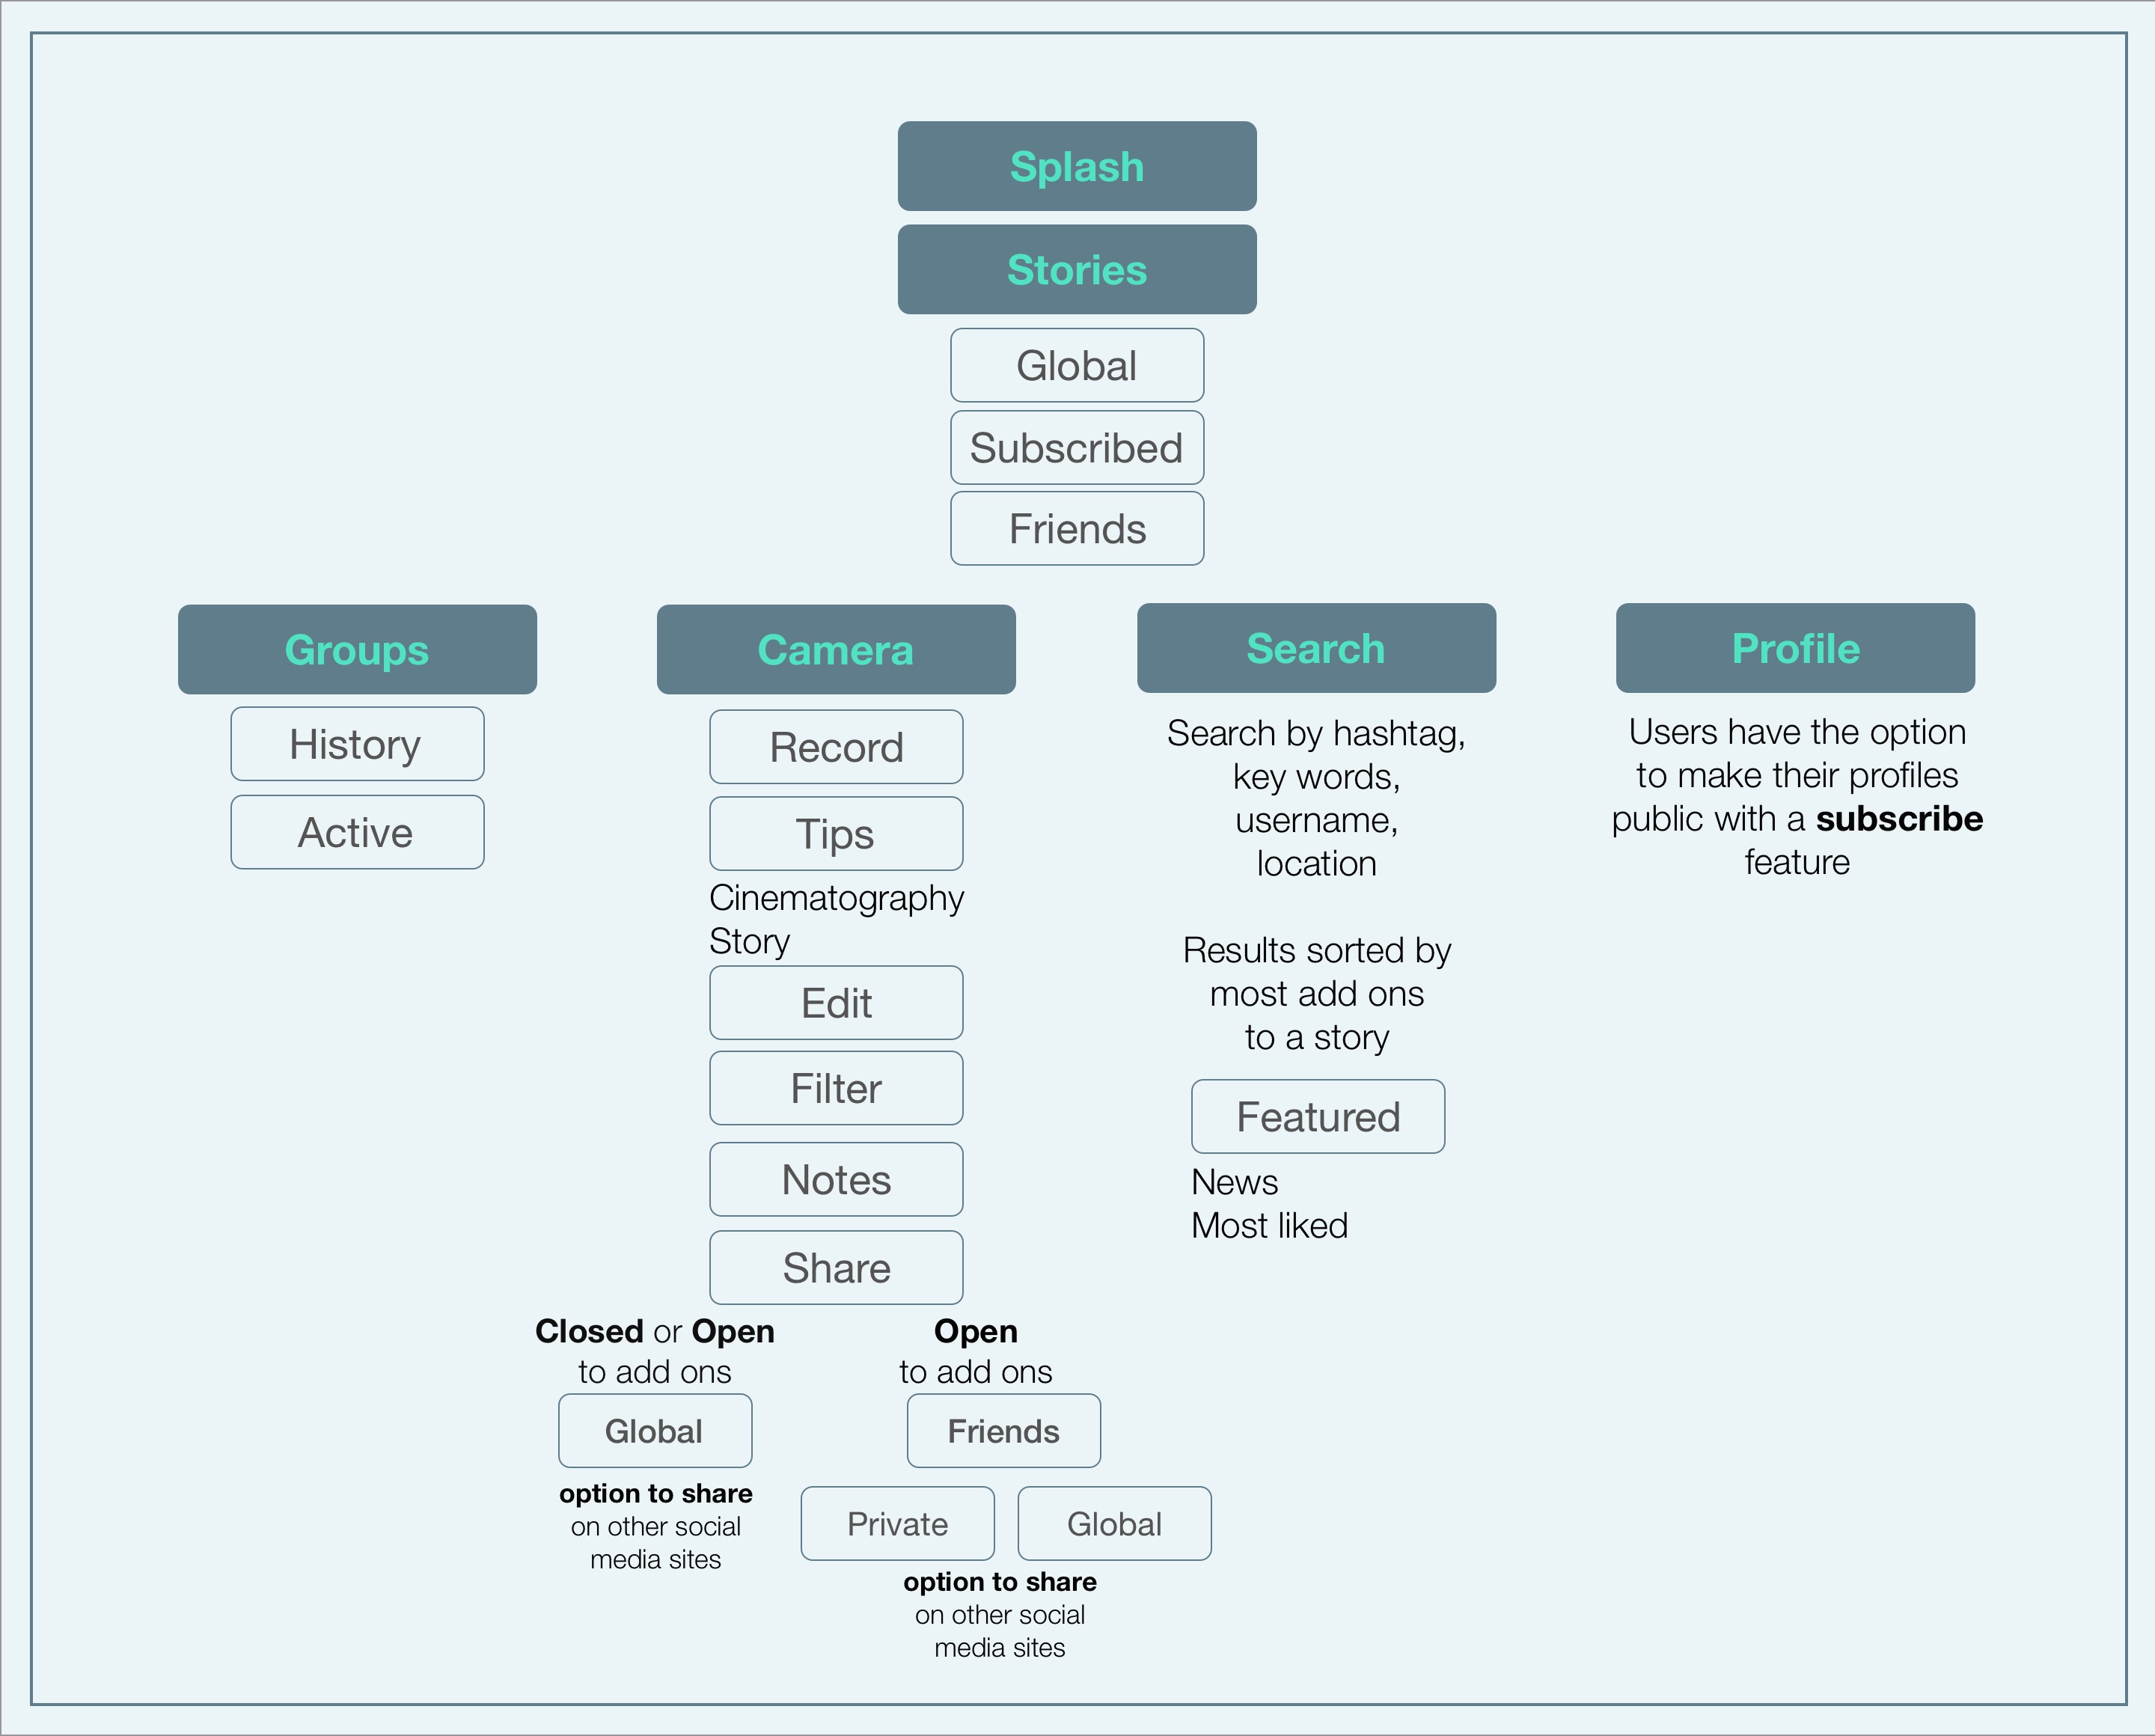 Splash
Stories
Global
Subscribed
Friends
Groups
History
Active
Camera
Record
Tips
Cinematography
Story
Edit
Filter
Notes
Share
Closed or Open
to add ons
Global
option to share
on other social
media sites
Open
to add ons
Friends
Private
Global
option to share
on other social
media sites
Search
Search by hashtag,
key words,
username,
location
Results sorted by
most add ons
to a story
Featured
News
Most liked
Profile
Users have the option
to make their profiles
public with a subscribe
feature